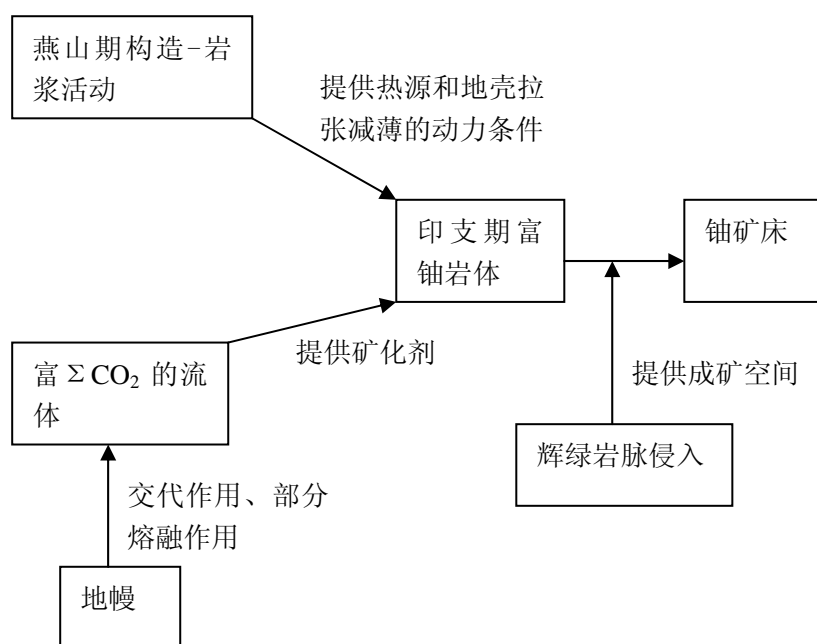 燕山期构造-岩
浆活动
提供热源和地壳拉
张减薄的动力条件
印支期富
铀岩体
铀矿床
提供矿化剂
富ΣCO₂ 的流
体
提供成矿空间
辉绿岩脉侵入
交代作用、部分
熔融作用
地幔